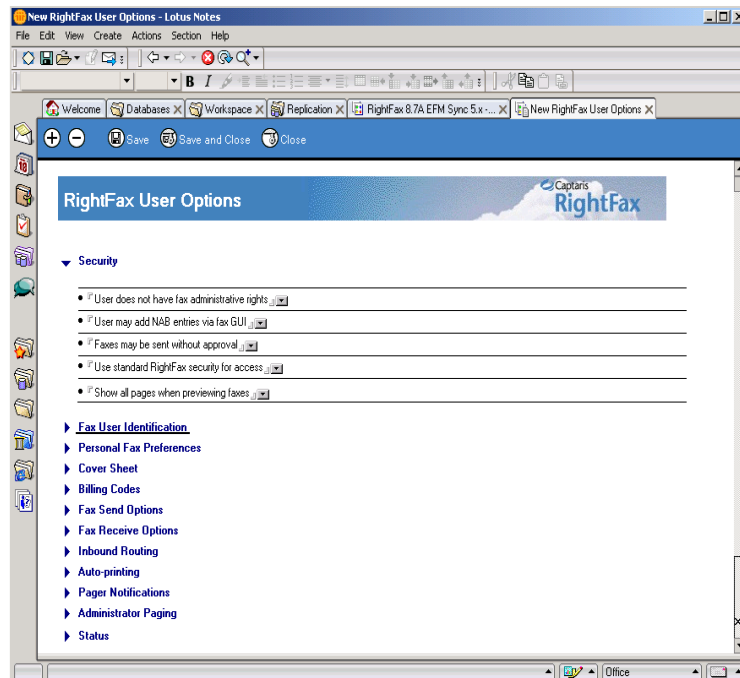 New RightFax User Options - Lotus Notes
File Edit View Create Actions Section Help
B I
Welcome Databases Workspace Replication RightFax 8.7A EFM Sync 5.x -... New RightFax User Options
Save Save and Close Close
RightFax User Options
Captaris
RightFax
Security
User does not have fax administrative rights
User may add NAB entries via fax GUI
Faxes may be sent without approval
Use standard RightFax security for access
Show all pages when previewing faxes
Fax User Identification
Personal Fax Preferences
Cover Sheet
Billing Codes
Fax Send Options
Fax Receive Options
Inbound Routing
Auto-printing
Pager Notifications
Administrator Paging
Status
Office